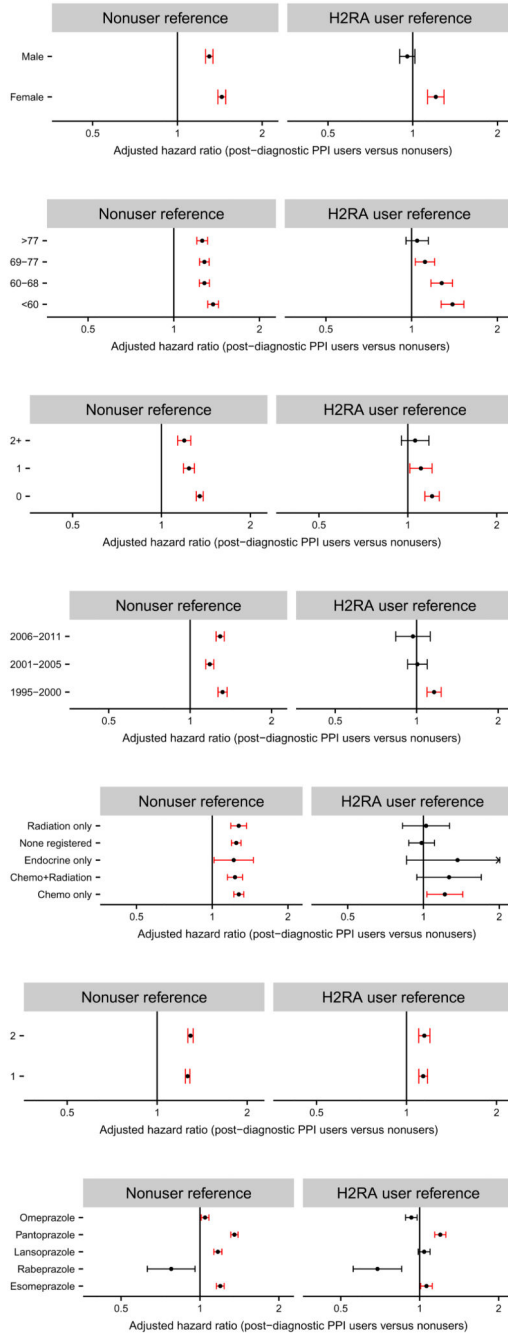 Nonuser reference H2RA user reference
Male
Female
0.5 1 2 0.5 1 2
Adjusted hazard ratio (post−diagnostic PPI users versus nonusers)
Nonuser reference H2RA user reference
>77
69−77
60−68
<60
0.5 1 2 0.5 1 2
Adjusted hazard ratio (post−diagnostic PPI users versus nonusers)
Nonuser reference H2RA user reference
2+
1
0
0.5 1 2 0.5 1 2
Adjusted hazard ratio (post−diagnostic PPI users versus nonusers)
Nonuser reference H2RA user reference
2006−2011
2001−2005
1995−2000
0.5 1 2 0.5 1 2
Adjusted hazard ratio (post−diagnostic PPI users versus nonusers)
Nonuser reference H2RA user reference
Radiation only
None registered
Endocrine only
Chemo+Radiation
Chemo only
0.5 1 2 0.5 1 2
Adjusted hazard ratio (post−diagnostic PPI users versus nonusers)
Nonuser reference H2RA user reference
2
1
0.5 1 2 0.5 1 2
Adjusted hazard ratio (post−diagnostic PPI users versus nonusers)
Nonuser reference H2RA user reference
Omeprazole
Pantoprazole
Lansoprazole
Rabeprazole
Esomeprazole
0.5 1 2 0.5 1 2
Adjusted hazard ratio (post−diagnostic PPI users versus nonusers)